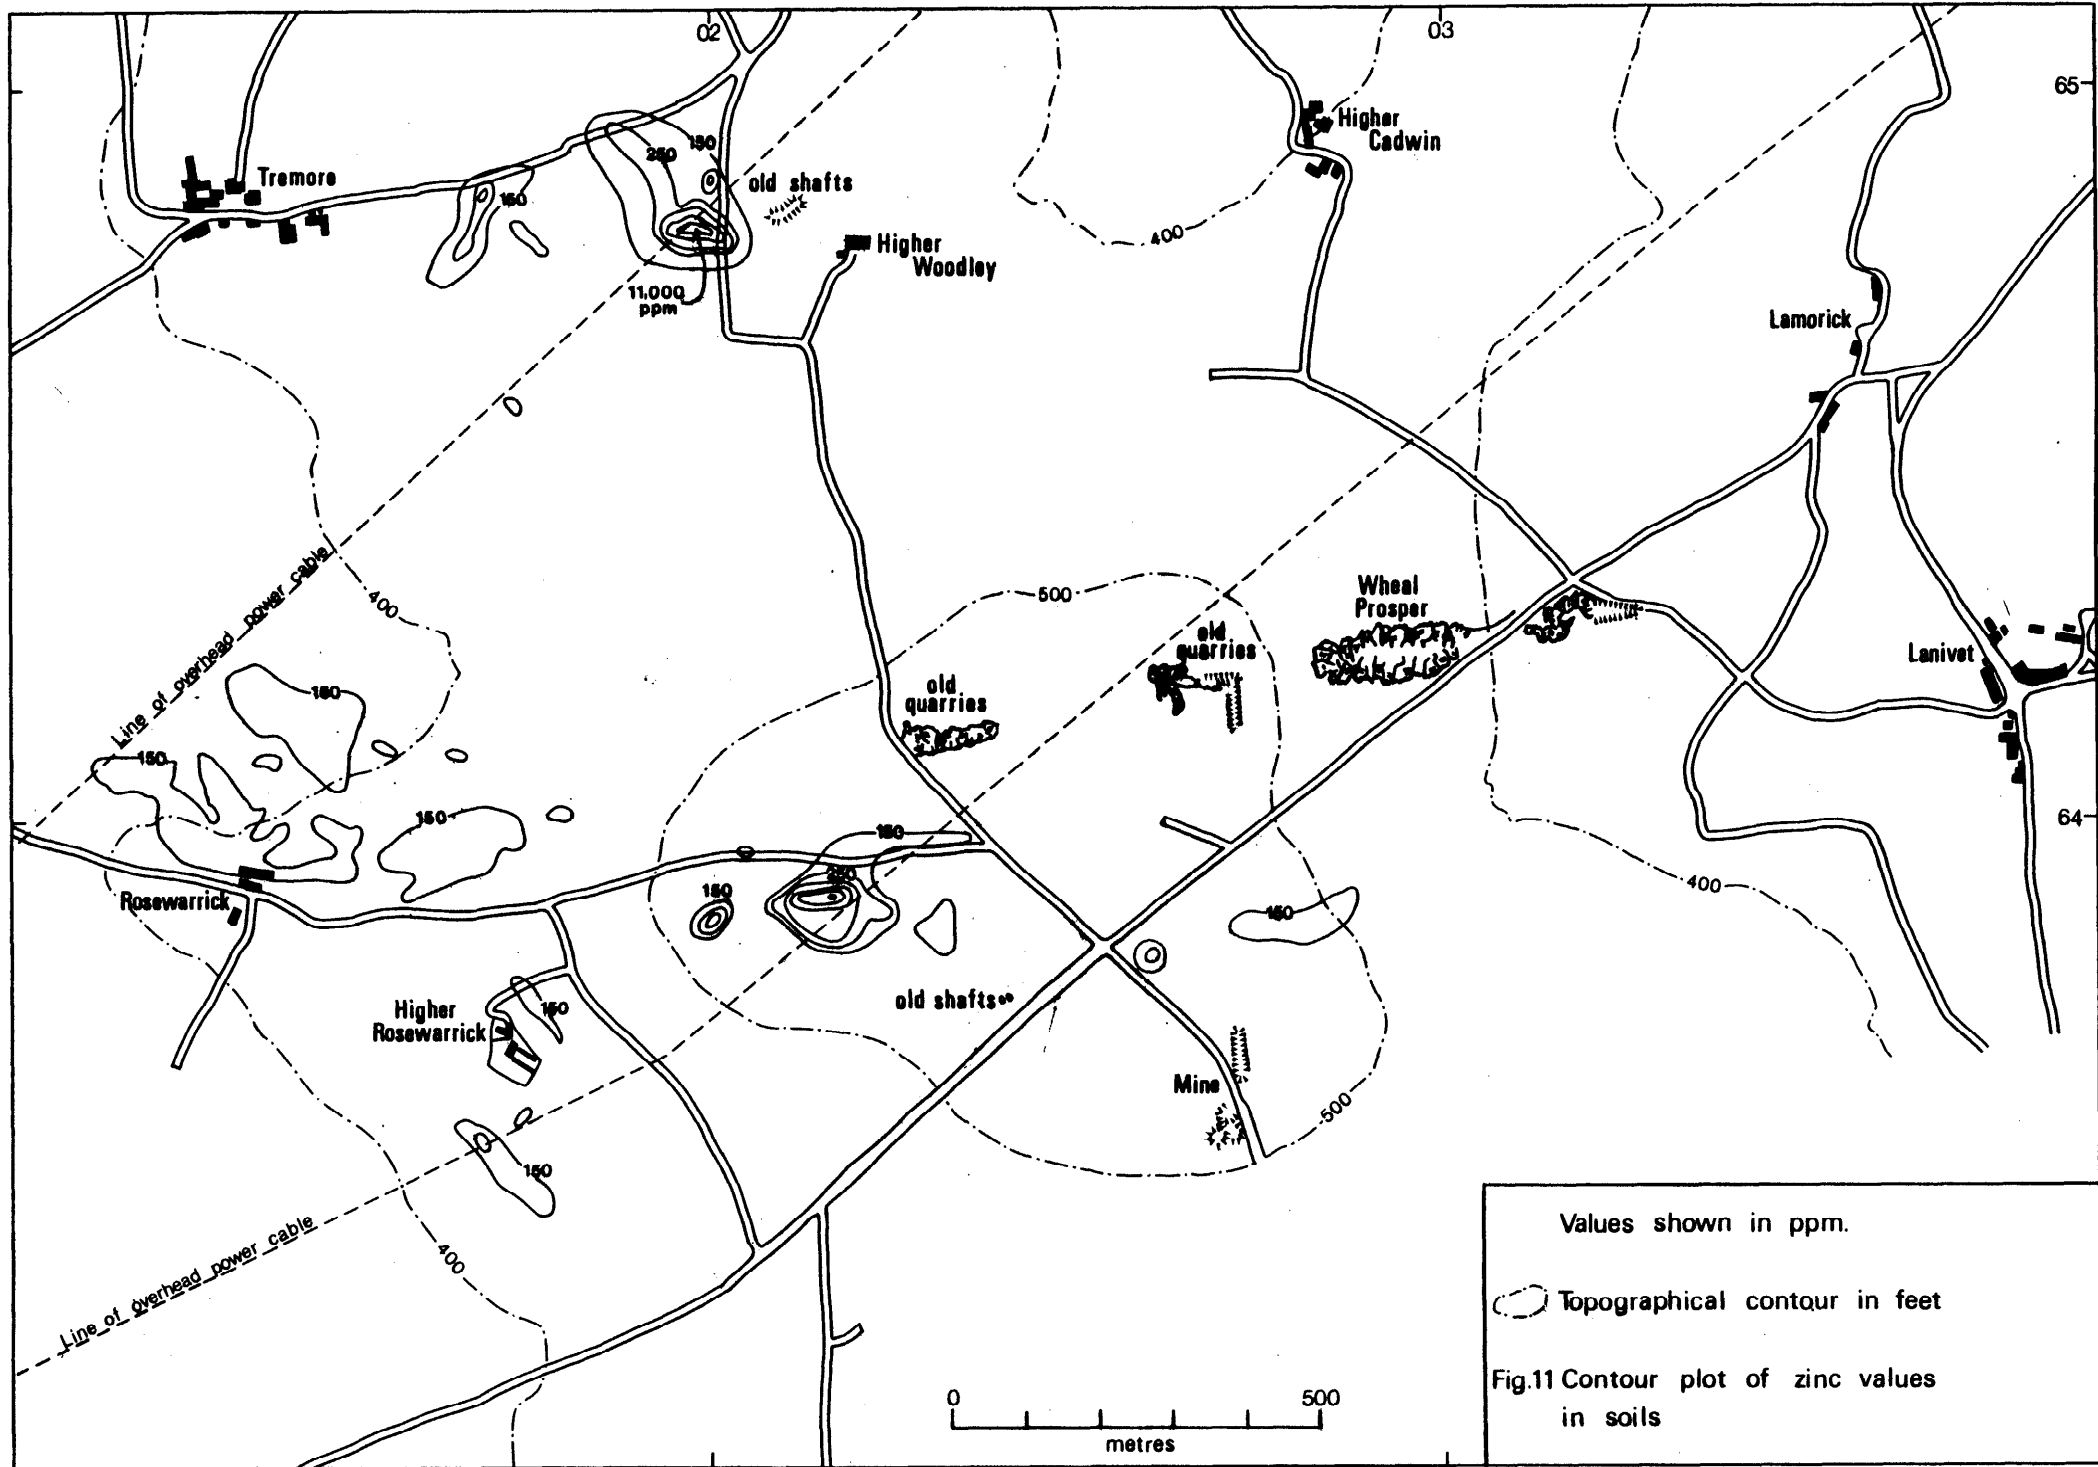 02
03
65
Higher
Cadwin
150
250
Tremore
old shafts
150
400
Higher
Woodley
11,000
ppm
Lamorick
Line of overhead power cable
400
500
Wheal
Prosper
old
quarries
Lanivet
150
old
quarries
150
64
150
150
250
400
150
150
Rosewarrick
old shafts
Higher
Rosewarrick
150
Mine
500
150
400
Line of overhead power cable
Values shown in ppm.
Topographical contour in feet
Fig.11 Contour plot of zinc values
in soils
0 500
metres